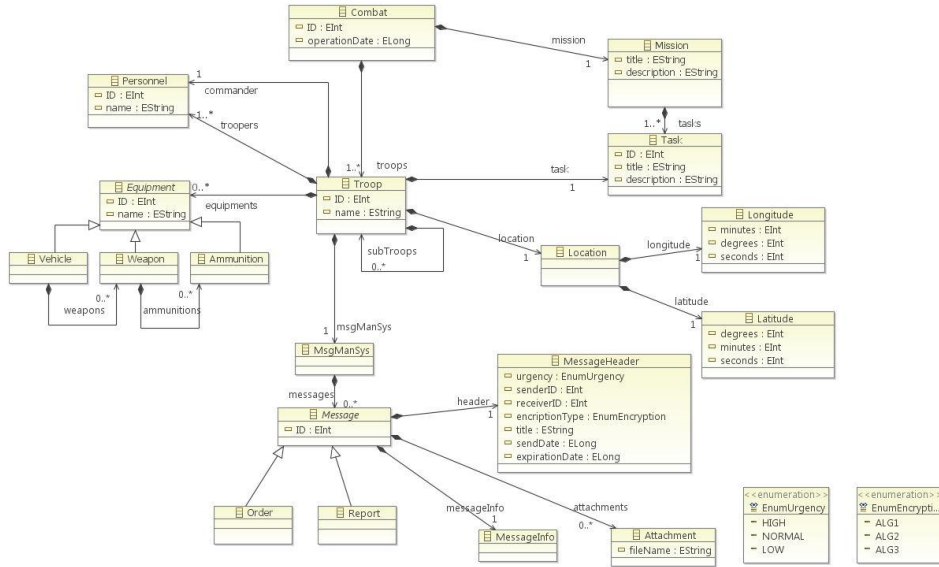 Combat
ID : EInt
operationDate : ELong
mission
1
Mission
title : EString
description : EString
1..*
tasks
Task
ID : EInt
title : EString
description : EString
Personnel
ID : EInt
name : EString
1
commander
1..*
troopers
1..*
troops
task
1
Troop
ID : EInt
name : EString
Equipment
ID : EInt
name : EString
0..*
equipments
subTroops
0..*
Vehicle
Weapon
Ammunition
0..*
weapons
0..*
ammunitions
location
1
Location
longitude
1
Longitude
minutes : EInt
degrees : EInt
seconds : EInt
latitude
1
Latitude
degrees : EInt
minutes : EInt
seconds : EInt
1
msgManSys
MsgManSys
messages
0..*
Message
ID : EInt
header
1
MessageHeader
urgency : EnumUrgency
senderID : EInt
receiverID : EInt
encriptionType : EnumEncryption
title : EString
sendDate : ELong
expirationDate : ELong
Order
Report
messageInfo
1
MessageInfo
attachments
0..*
Attachment
fileName : EString
<<enumeration>>
EnumUrgency
HIGH
NORMAL
LOW
<<enumeration>>
EnumEncrypti...
ALG1
ALG2
ALG3